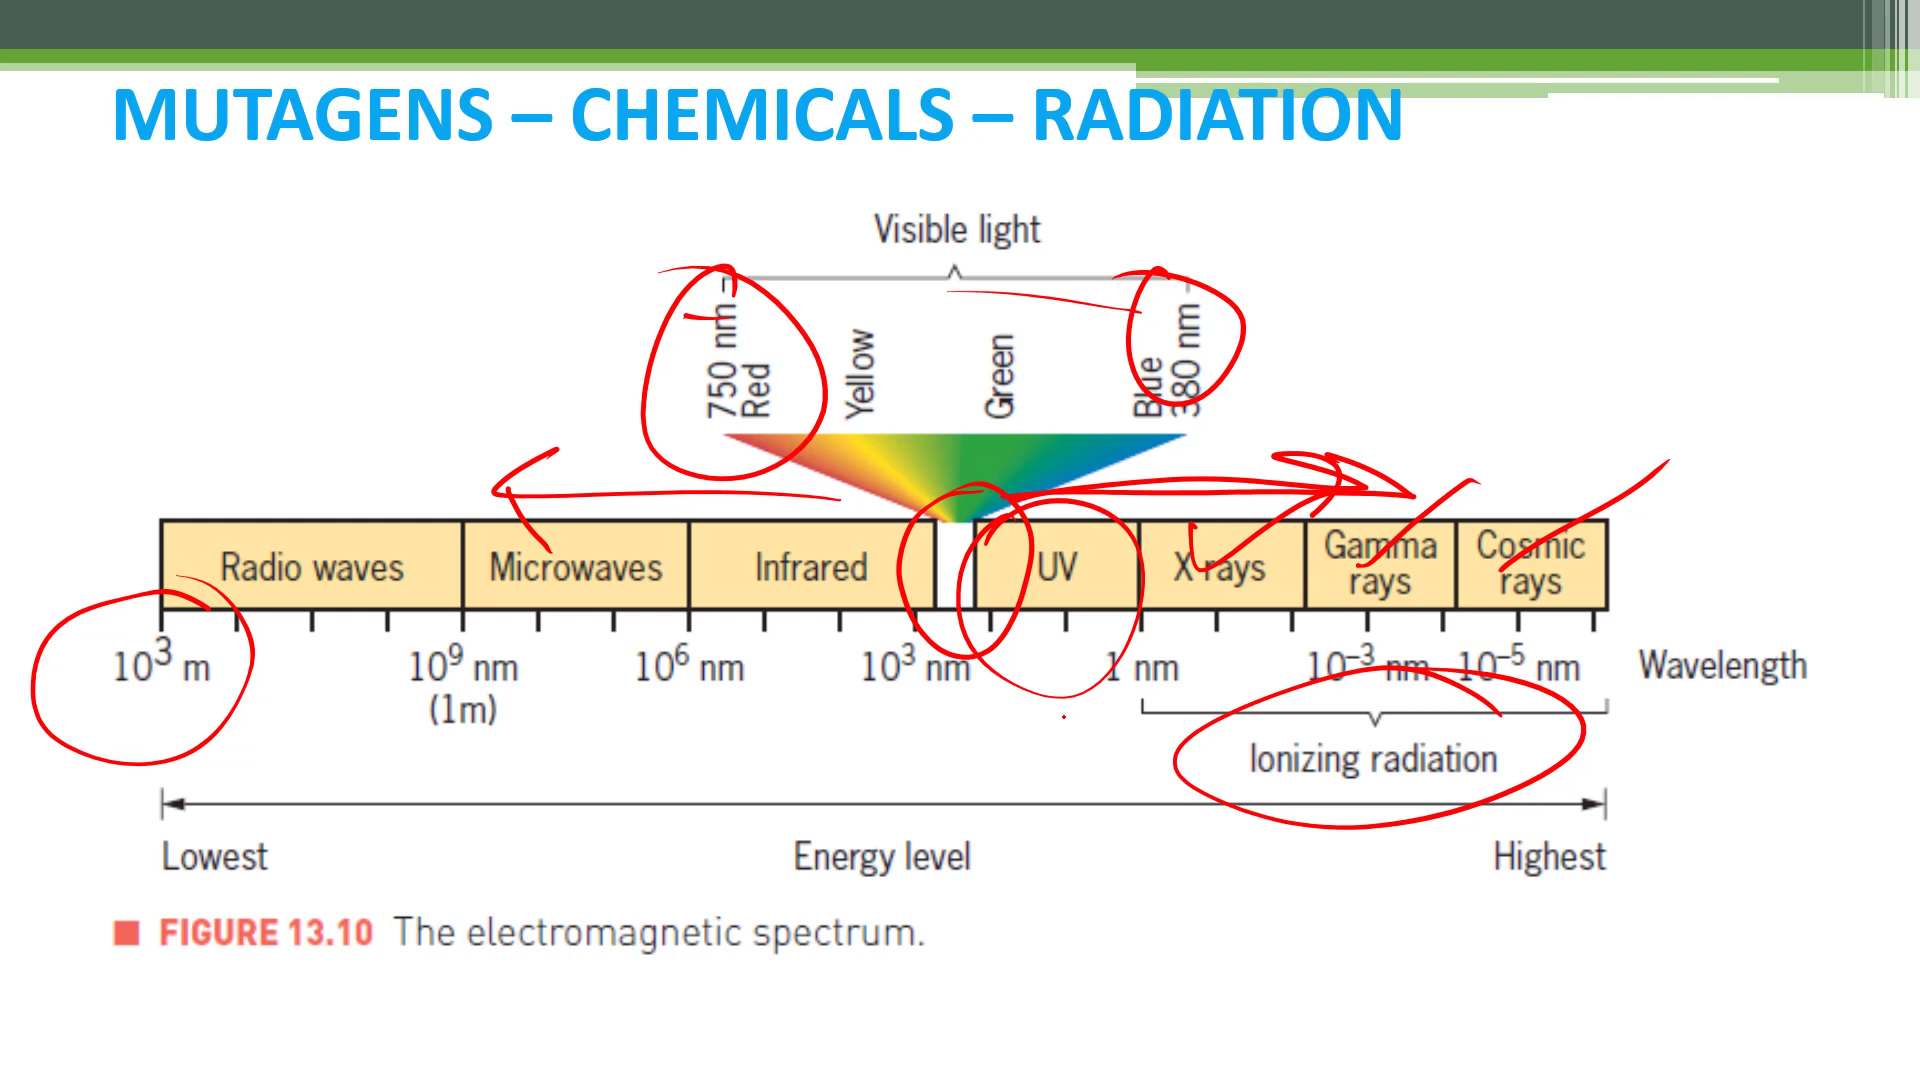 MUTAGENS – CHEMICALS – RADIATION
Visible light
750 nm
Red
Yellow
Green
Blue
380 nm
Radio waves
Microwaves
Infrared
UV
X rays
Gamma rays
Cosmic rays
10³ m
10⁹ nm
(1m)
10⁶ nm
10³ nm
1 nm
10⁻³ nm
10⁻⁵ nm
Wavelength
Ionizing radiation
Lowest
Energy level
Highest
FIGURE 13.10 The electromagnetic spectrum.